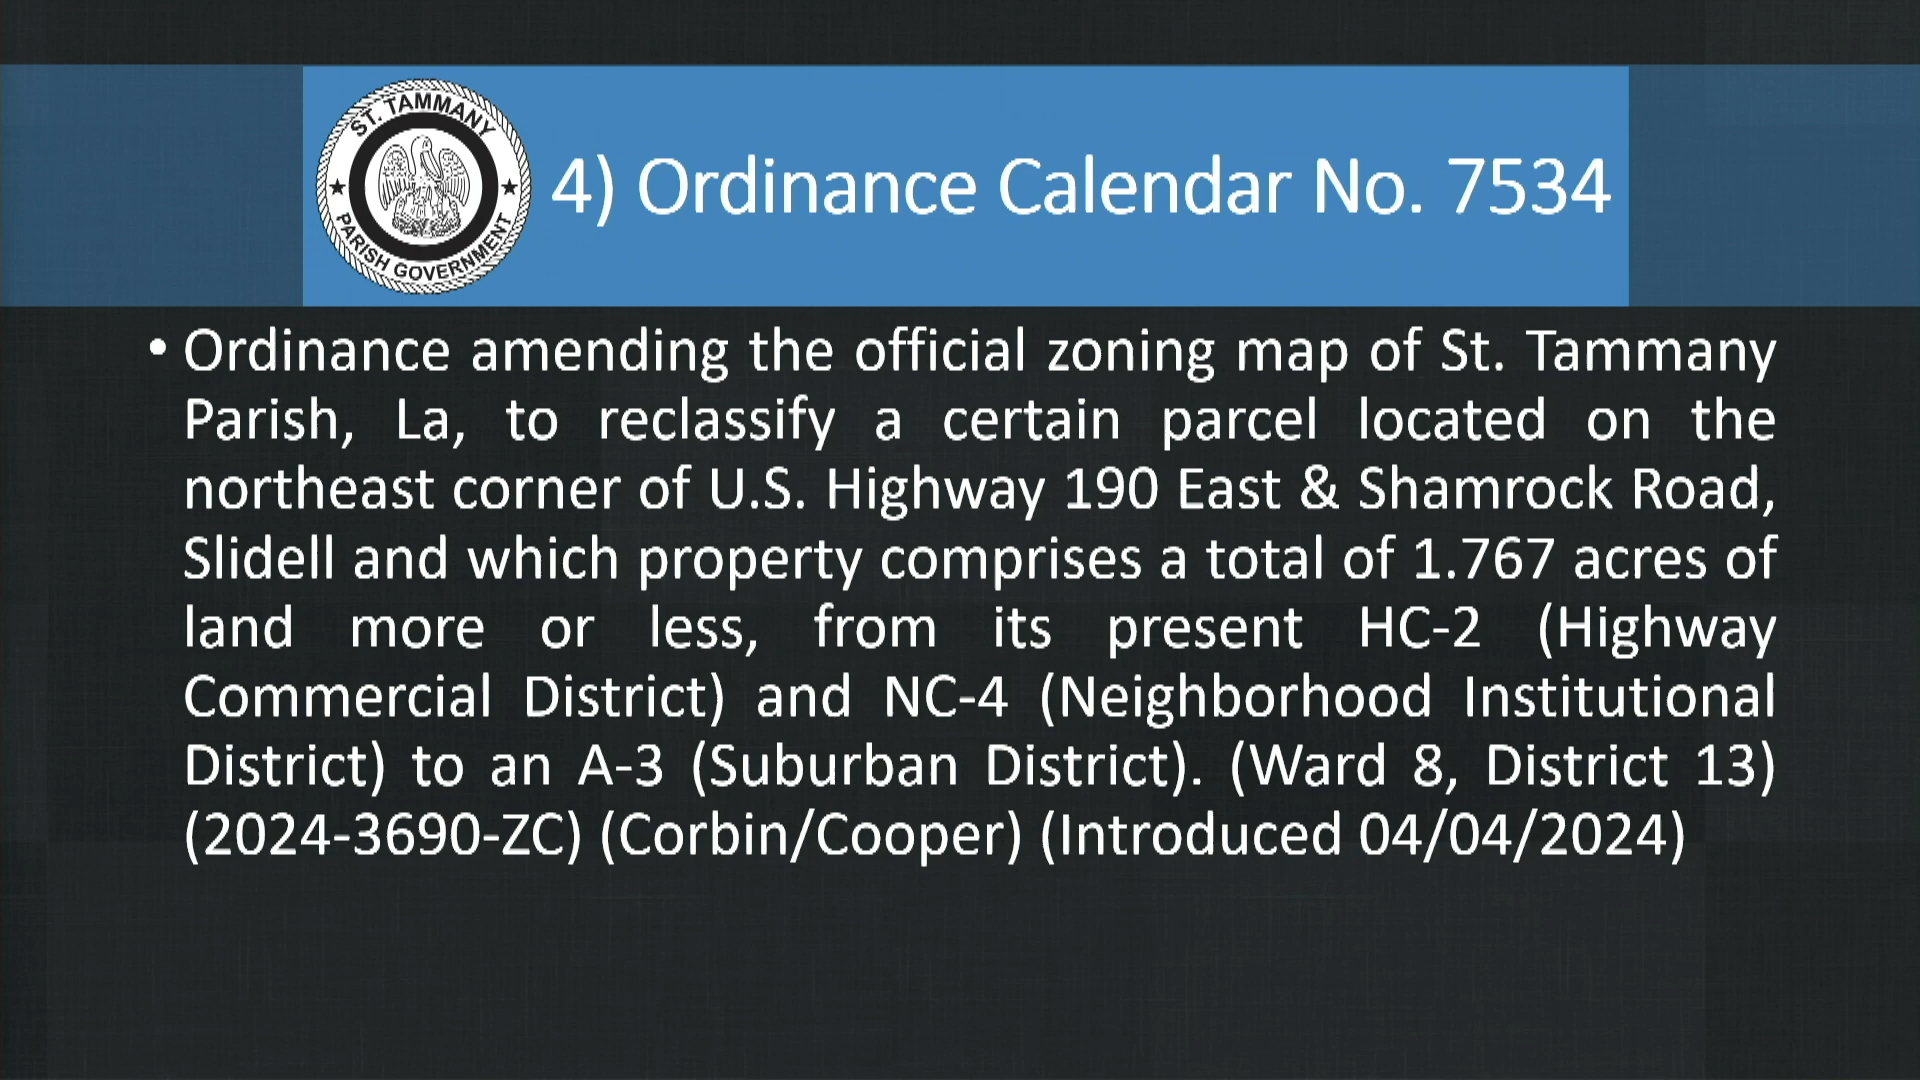 ST. TAMMANY
PARISH GOVERNMENT
4) Ordinance Calendar No. 7534
• Ordinance amending the official zoning map of St. Tammany
Parish, La, to reclassify a certain parcel located on the
northeast corner of U.S. Highway 190 East & Shamrock Road,
Slidell and which property comprises a total of 1.767 acres of
land more or less, from its present HC-2 (Highway
Commercial District) and NC-4 (Neighborhood Institutional
District) to an A-3 (Suburban District). (Ward 8, District 13)
(2024-3690-ZC) (Corbin/Cooper) (Introduced 04/04/2024)